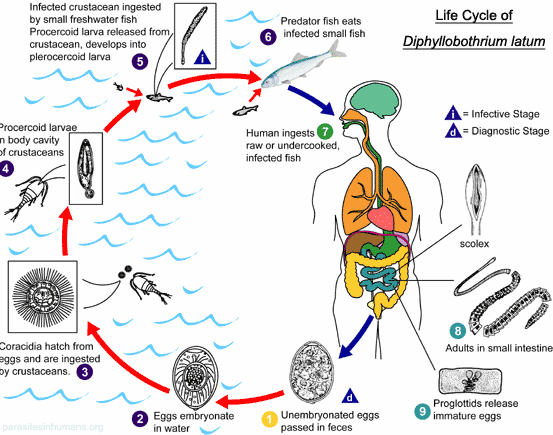 Life Cycle of
Diphyllobothrium latum
Infected crustacean ingested
by small freshwater fish
Procercoid larva released from
crustacean, develops into
plerocercoid larva
5
i
6
Predator fish eats
infected small fish
i = Infective Stage
d = Diagnostic Stage
Procercoid larvae
in body cavity
of crustaceans
4
Human ingests 7
raw or undercooked,
infected fish
scolex
8
Adults in small intestine
Coracidia hatch from
eggs and are ingested
by crustaceans. 3
d
2 Eggs embryonate
in water
1 Unembryonated eggs
passed in feces
9 Proglottids release
immature eggs
parasitesinhumans.org